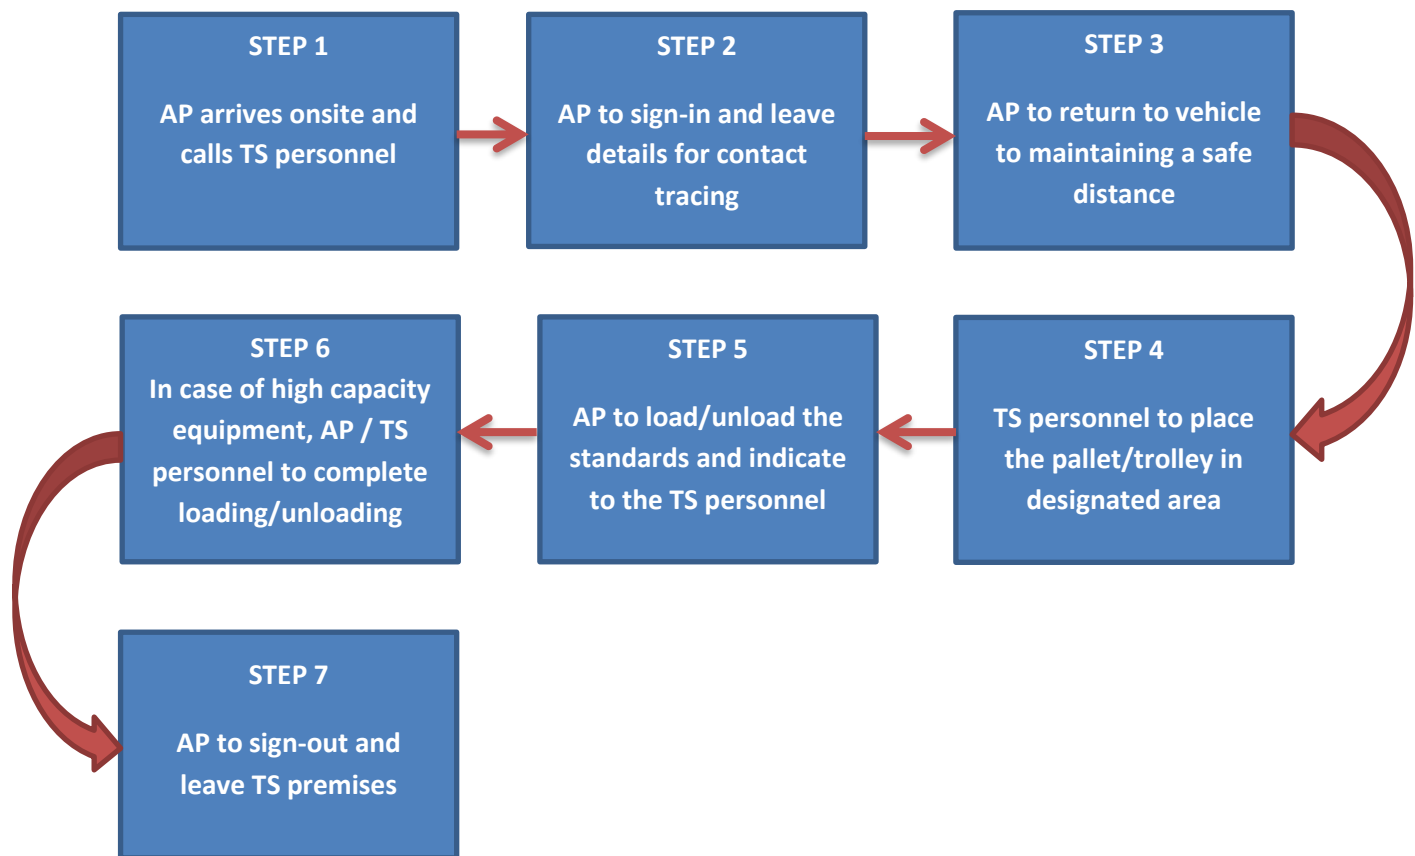 STEP 1
AP arrives onsite and
calls TS personnel
STEP 2
AP to sign-in and leave
details for contact
tracing
STEP 3
AP to return to vehicle
to maintaining a safe
distance
STEP 4
TS personnel to place
the pallet/trolley in
designated area
STEP 5
AP to load/unload the
standards and indicate
to the TS personnel
STEP 6
In case of high capacity
equipment, AP / TS
personnel to complete
loading/unloading
STEP 7
AP to sign-out and
leave TS premises